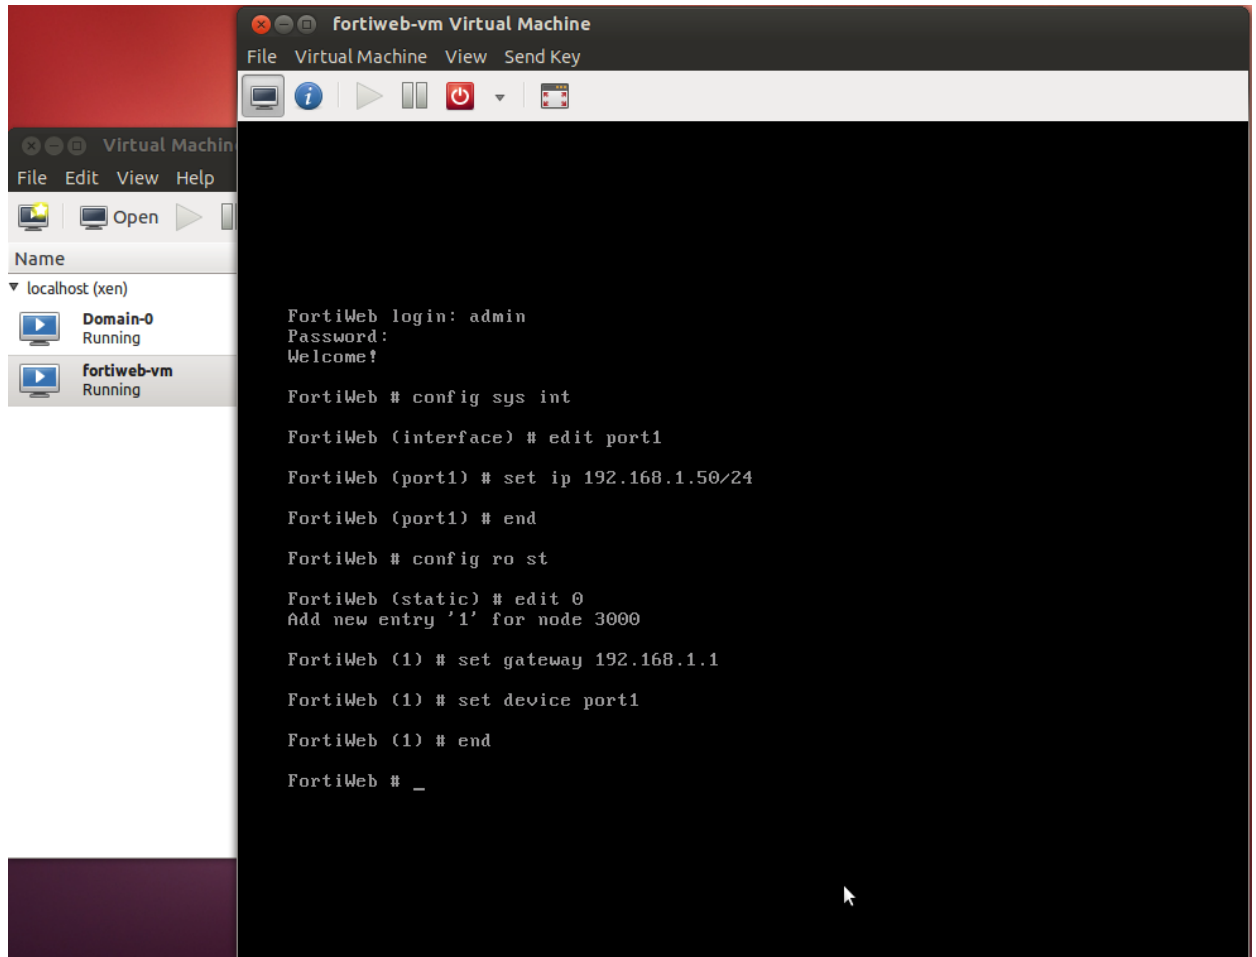 fortiweb-vm Virtual Machine
File Virtual Machine View Send Key
Virtual Machin
File Edit View Help
Open
Name
localhost (xen)
Domain-0
Running
fortiweb-vm
Running
FortiWeb login: admin
Password:
Welcome!
FortiWeb # config sys int
FortiWeb (interface) # edit port1
FortiWeb (port1) # set ip 192.168.1.50/24
FortiWeb (port1) # end
FortiWeb # config ro st
FortiWeb (static) # edit 0
Add new entry '1' for node 3000
FortiWeb (1) # set gateway 192.168.1.1
FortiWeb (1) # set device port1
FortiWeb (1) # end
FortiWeb # _